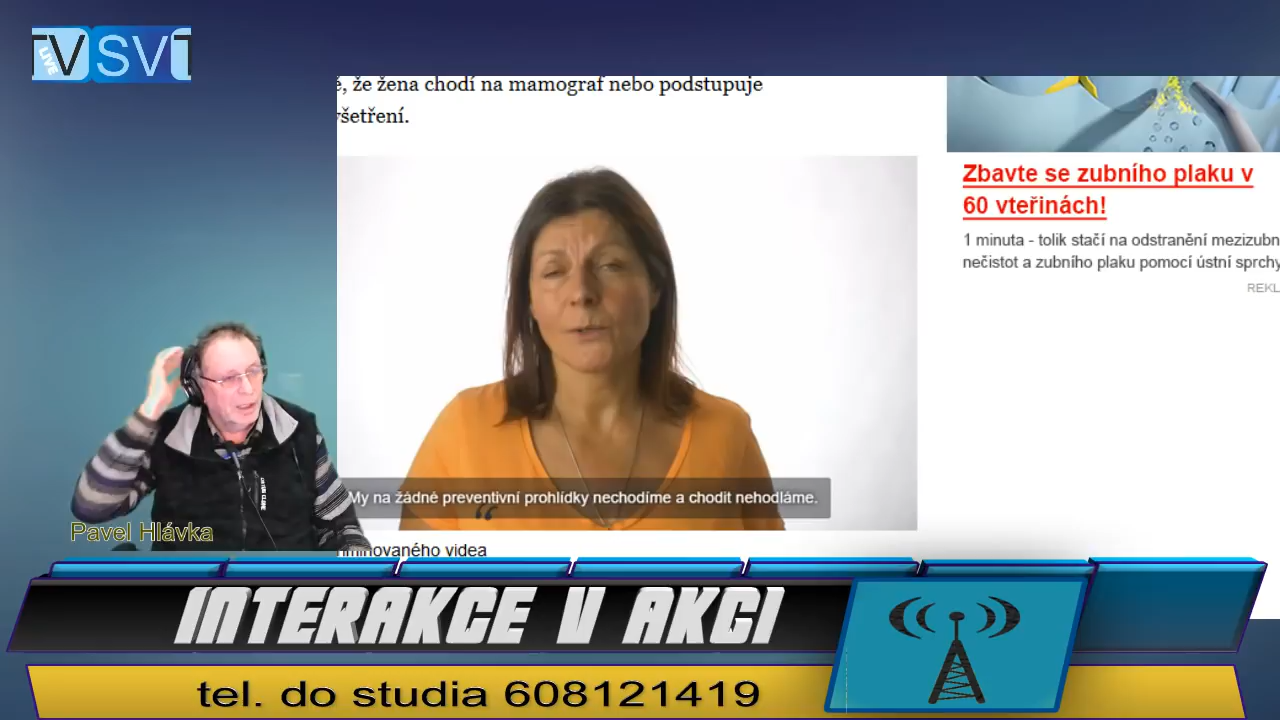 TVSVT
LIVE
, že žena chodí na mamograf nebo podstupuje
Zbavte se zubního plaku v
60 vteřinách!
1 minuta - tolik stačí na odstranění
nečistot a zubního plaku pomocí ústní sprchy
REKL
My na žádné preventivní prohlídky nechodíme a chodit nehodláme.
videa
Pavel Hlávka
INTERAKCE V AKCI
tel. do studia 608121419